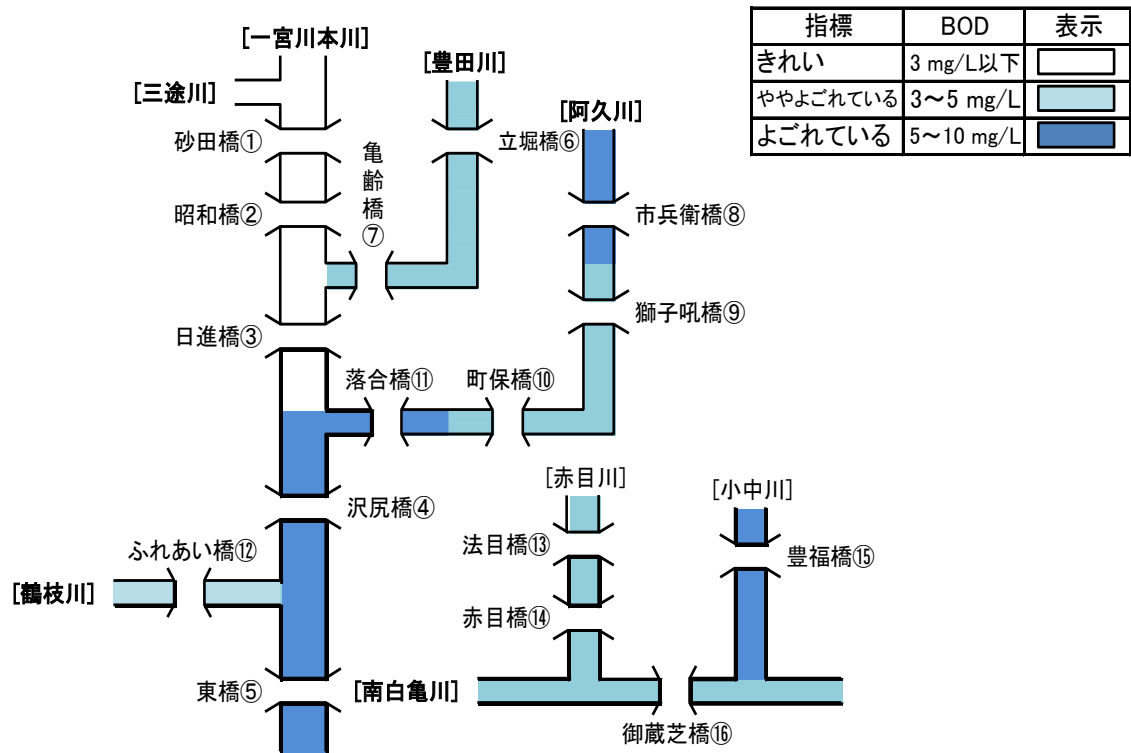 [一宮川本川]
[豊田川]
[三途川]
[阿久川]
砂田橋①
亀齢橋⑦
立堀橋⑥
昭和橋②
市兵衛橋⑧
獅子吼橋⑨
日進橋③
落合橋⑪
町保橋⑩
[赤目川]
[小中川]
沢尻橋④
法目橋⑬
豊福橋⑮
ふれあい橋⑫
[鶴枝川]
赤目橋⑭
東橋⑤
[南白亀川]
御蔵芝橋⑯
指標 BOD 表示
きれい 3 mg/L以下
ややよごれている 3～5 mg/L
よごれている 5～10 mg/L